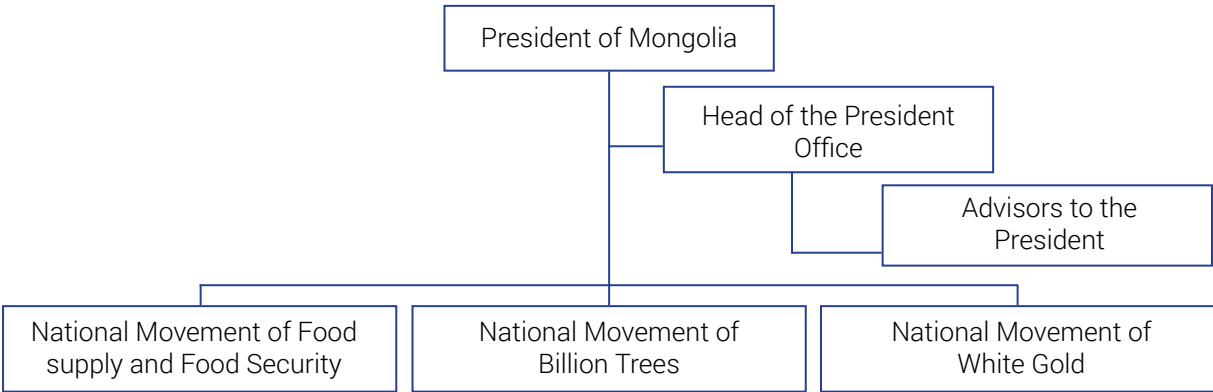 President of Mongolia
Head of the President
Office
Advisors to the
President
National Movement of Food
supply and Food Security
National Movement of
Billion Trees
National Movement of
White Gold